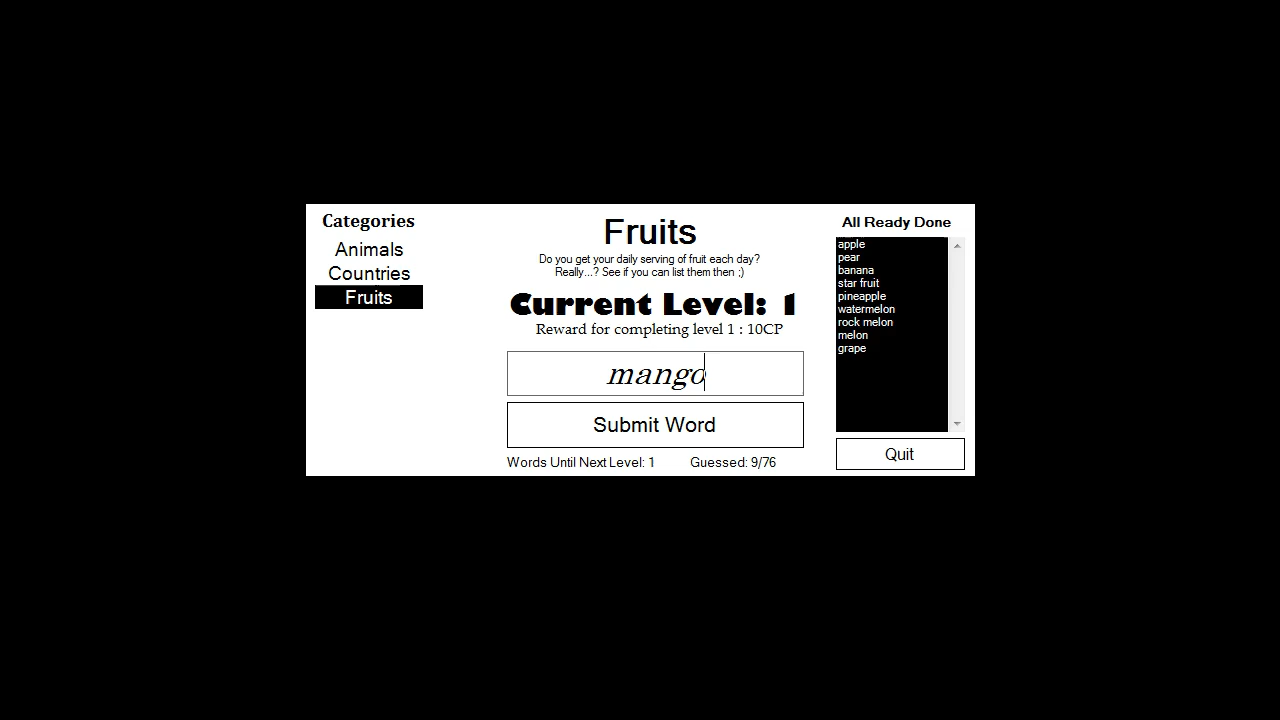 Categories
Animals
Countries
Fruits
Fruits
Do you get your daily serving of fruit each day?
Really...? See if you can list them then ;)
Current Level: 1
Reward for completing level 1 : 10CP
mango
Submit Word
Words Until Next Level: 1
Guessed: 9/76
All Ready Done
apple
pear
banana
star fruit
pineapple
watermelon
rock melon
melon
grape
Quit